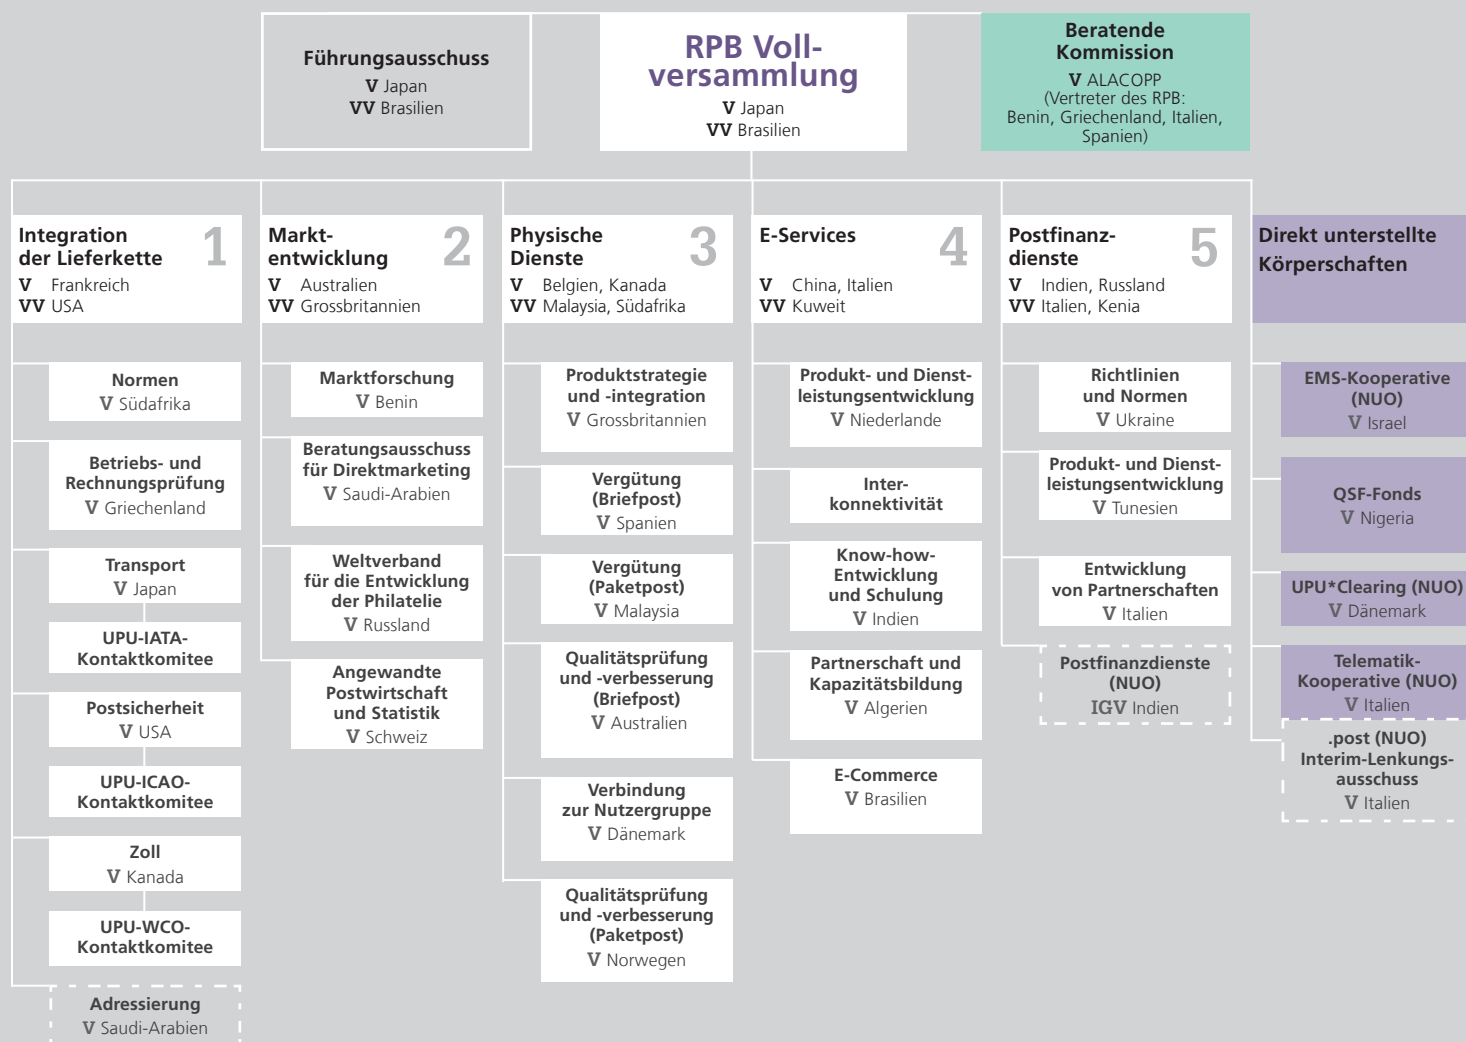 Führungsausschuss
V Japan
VV Brasilien
RPB Voll-
versammlung
V Japan
VV Brasilien
Beratende
Kommission
V ALACOPP
(Vertreter des RPB:
Benin, Griechenland, Italien,
Spanien)
Integration
der Lieferkette
1
V Frankreich
VV USA
Normen
V Südafrika
Betriebs- und
Rechnungsprüfung
V Griechenland
Transport
V Japan
UPU-IATA-
Kontaktkomitee
Postsicherheit
V USA
UPU-ICAO-
Kontaktkomitee
Zoll
V Kanada
UPU-WCO-
Kontaktkomitee
Adressierung
V Saudi-Arabien
Markt-
entwicklung
2
V Australien
VV Grossbritannien
Marktforschung
V Benin
Beratungsausschuss
für Direktmarketing
V Saudi-Arabien
Weltverband
für die Entwicklung
der Philatelie
V Russland
Angewandte
Postwirtschaft
und Statistik
V Schweiz
Physische
Dienste
3
V Belgien, Kanada
VV Malaysia, Südafrika
Produktstrategie
und -integration
V Grossbritannien
Vergütung
(Briefpost)
V Spanien
Vergütung
(Paketpost)
V Malaysia
Qualitätsprüfung
und -verbesserung
(Briefpost)
V Australien
Verbindung
zur Nutzergruppe
V Dänemark
Qualitätsprüfung
und -verbesserung
(Paketpost)
V Norwegen
E-Services
4
V China, Italien
VV Kuweit
Produkt- und Dienst-
leistungsentwicklung
V Niederlande
Inter-
konnektivität
Know-how-
Entwicklung
und Schulung
V Indien
Partnerschaft und
Kapazitätsbildung
V Algerien
E-Commerce
V Brasilien
Postfinanz-
dienste
5
V Indien, Russland
VV Italien, Kenia
Richtlinien
und Normen
V Ukraine
Produkt- und Dienst-
leistungsentwicklung
V Tunesien
Entwicklung
von Partnerschaften
V Italien
Postfinanzdienste
(NUO)
IGV Indien
Direkt unterstellte
Körperschaften
EMS-Kooperative
(NUO)
V Israel
QSF-Fonds
V Nigeria
UPU*Clearing (NUO)
V Dänemark
Telematik-
Kooperative (NUO)
V Italien
.post (NUO)
Interim-Lenkungs-
ausschuss
V Italien